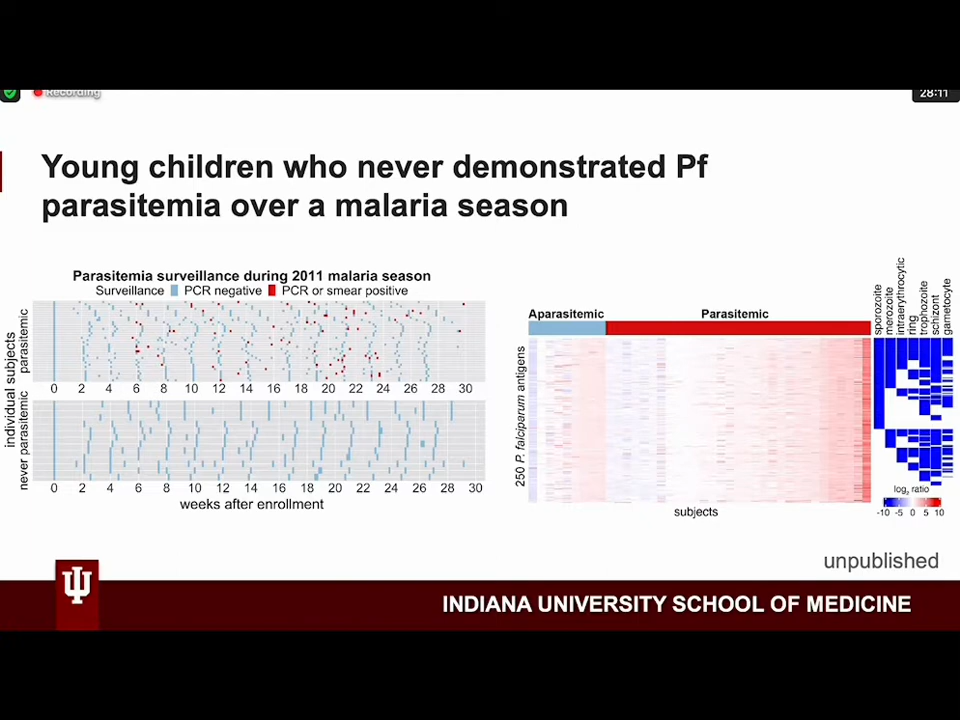 Recording
28:11
Young children who never demonstrated Pf
parasitemia over a malaria season
Parasitemia surveillance during 2011 malaria season
Surveillance PCR negative PCR or smear positive
individual subjects
parasitemic
0 2 4 6 8 10 12 14 16 18 20 22 24 26 28 30
never parasitemic
0 2 4 6 8 10 12 14 16 18 20 22 24 26 28 30
weeks after enrollment
Aparasitemic Parasitemic
250 P. falciparum antigens
subjects
sporozoite
merozoite
intraerythrocytic
ring
trophozoite
schizont
gametocyte
log2 ratio
-10 -5 0 5 10
unpublished
INDIANA UNIVERSITY SCHOOL OF MEDICINE